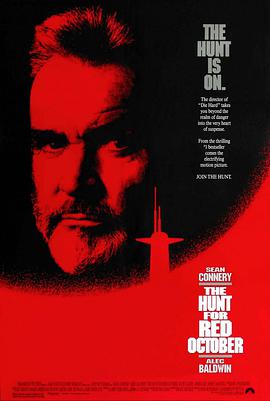 THE
HUNT
IS
ON.
The director of
"Die Hard" takes
you beyond the
realm of danger
into the very heart
of suspense.
From the thrilling
#1 bestseller
comes the
electrifying
motion picture.
JOIN THE HUNT.
SEAN
CONNERY
THE
HUNT
FOR
RED
OCTOBER
ALEC
BALDWIN